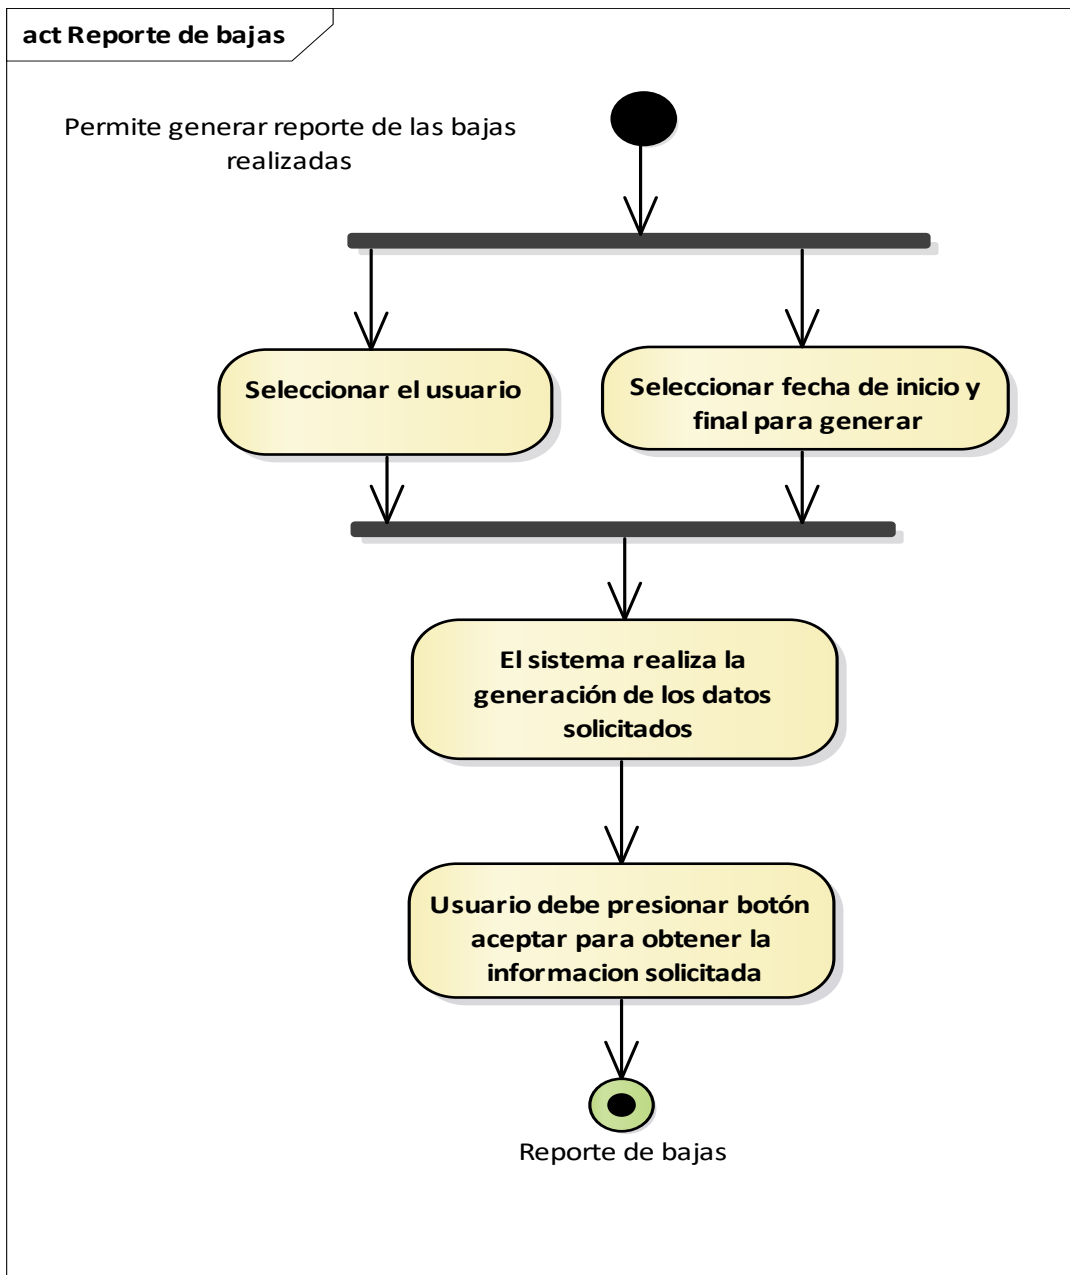 act Reporte de bajas
Permite generar reporte de las bajas
realizadas
Seleccionar el usuario
Seleccionar fecha de inicio y
final para generar
El sistema realiza la
generación de los datos
solicitados
Usuario debe presionar botón
aceptar para obtener la
informacion solicitada
Reporte de bajas